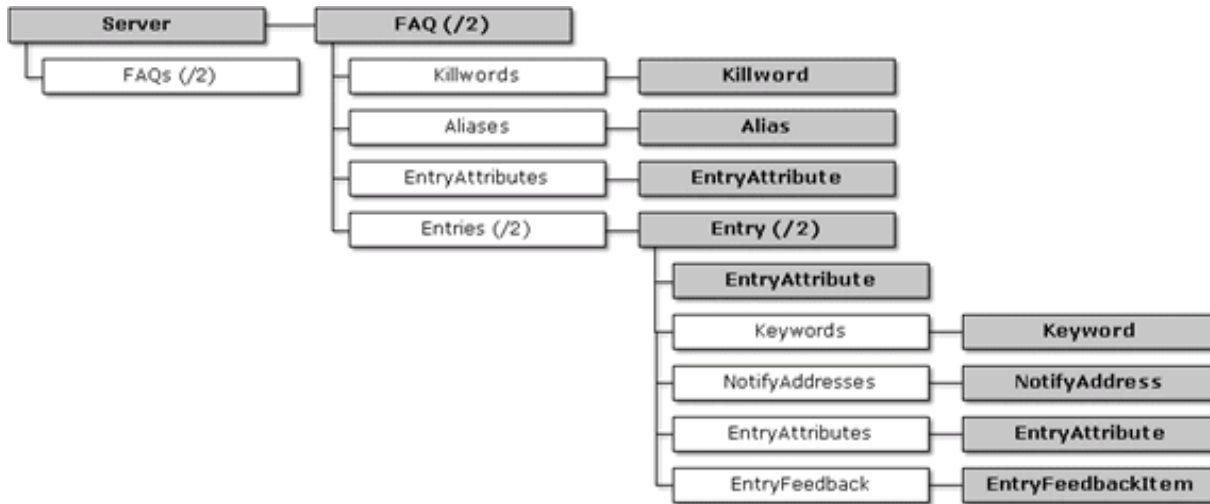 Server
FAQ (/2)
FAQs (/2)
Killwords
Killword
Aliases
Alias
EntryAttributes
EntryAttribute
Entries (/2)
Entry (/2)
EntryAttribute
Keywords
Keyword
NotifyAddresses
NotifyAddress
EntryAttributes
EntryAttribute
EntryFeedback
EntryFeedbackItem